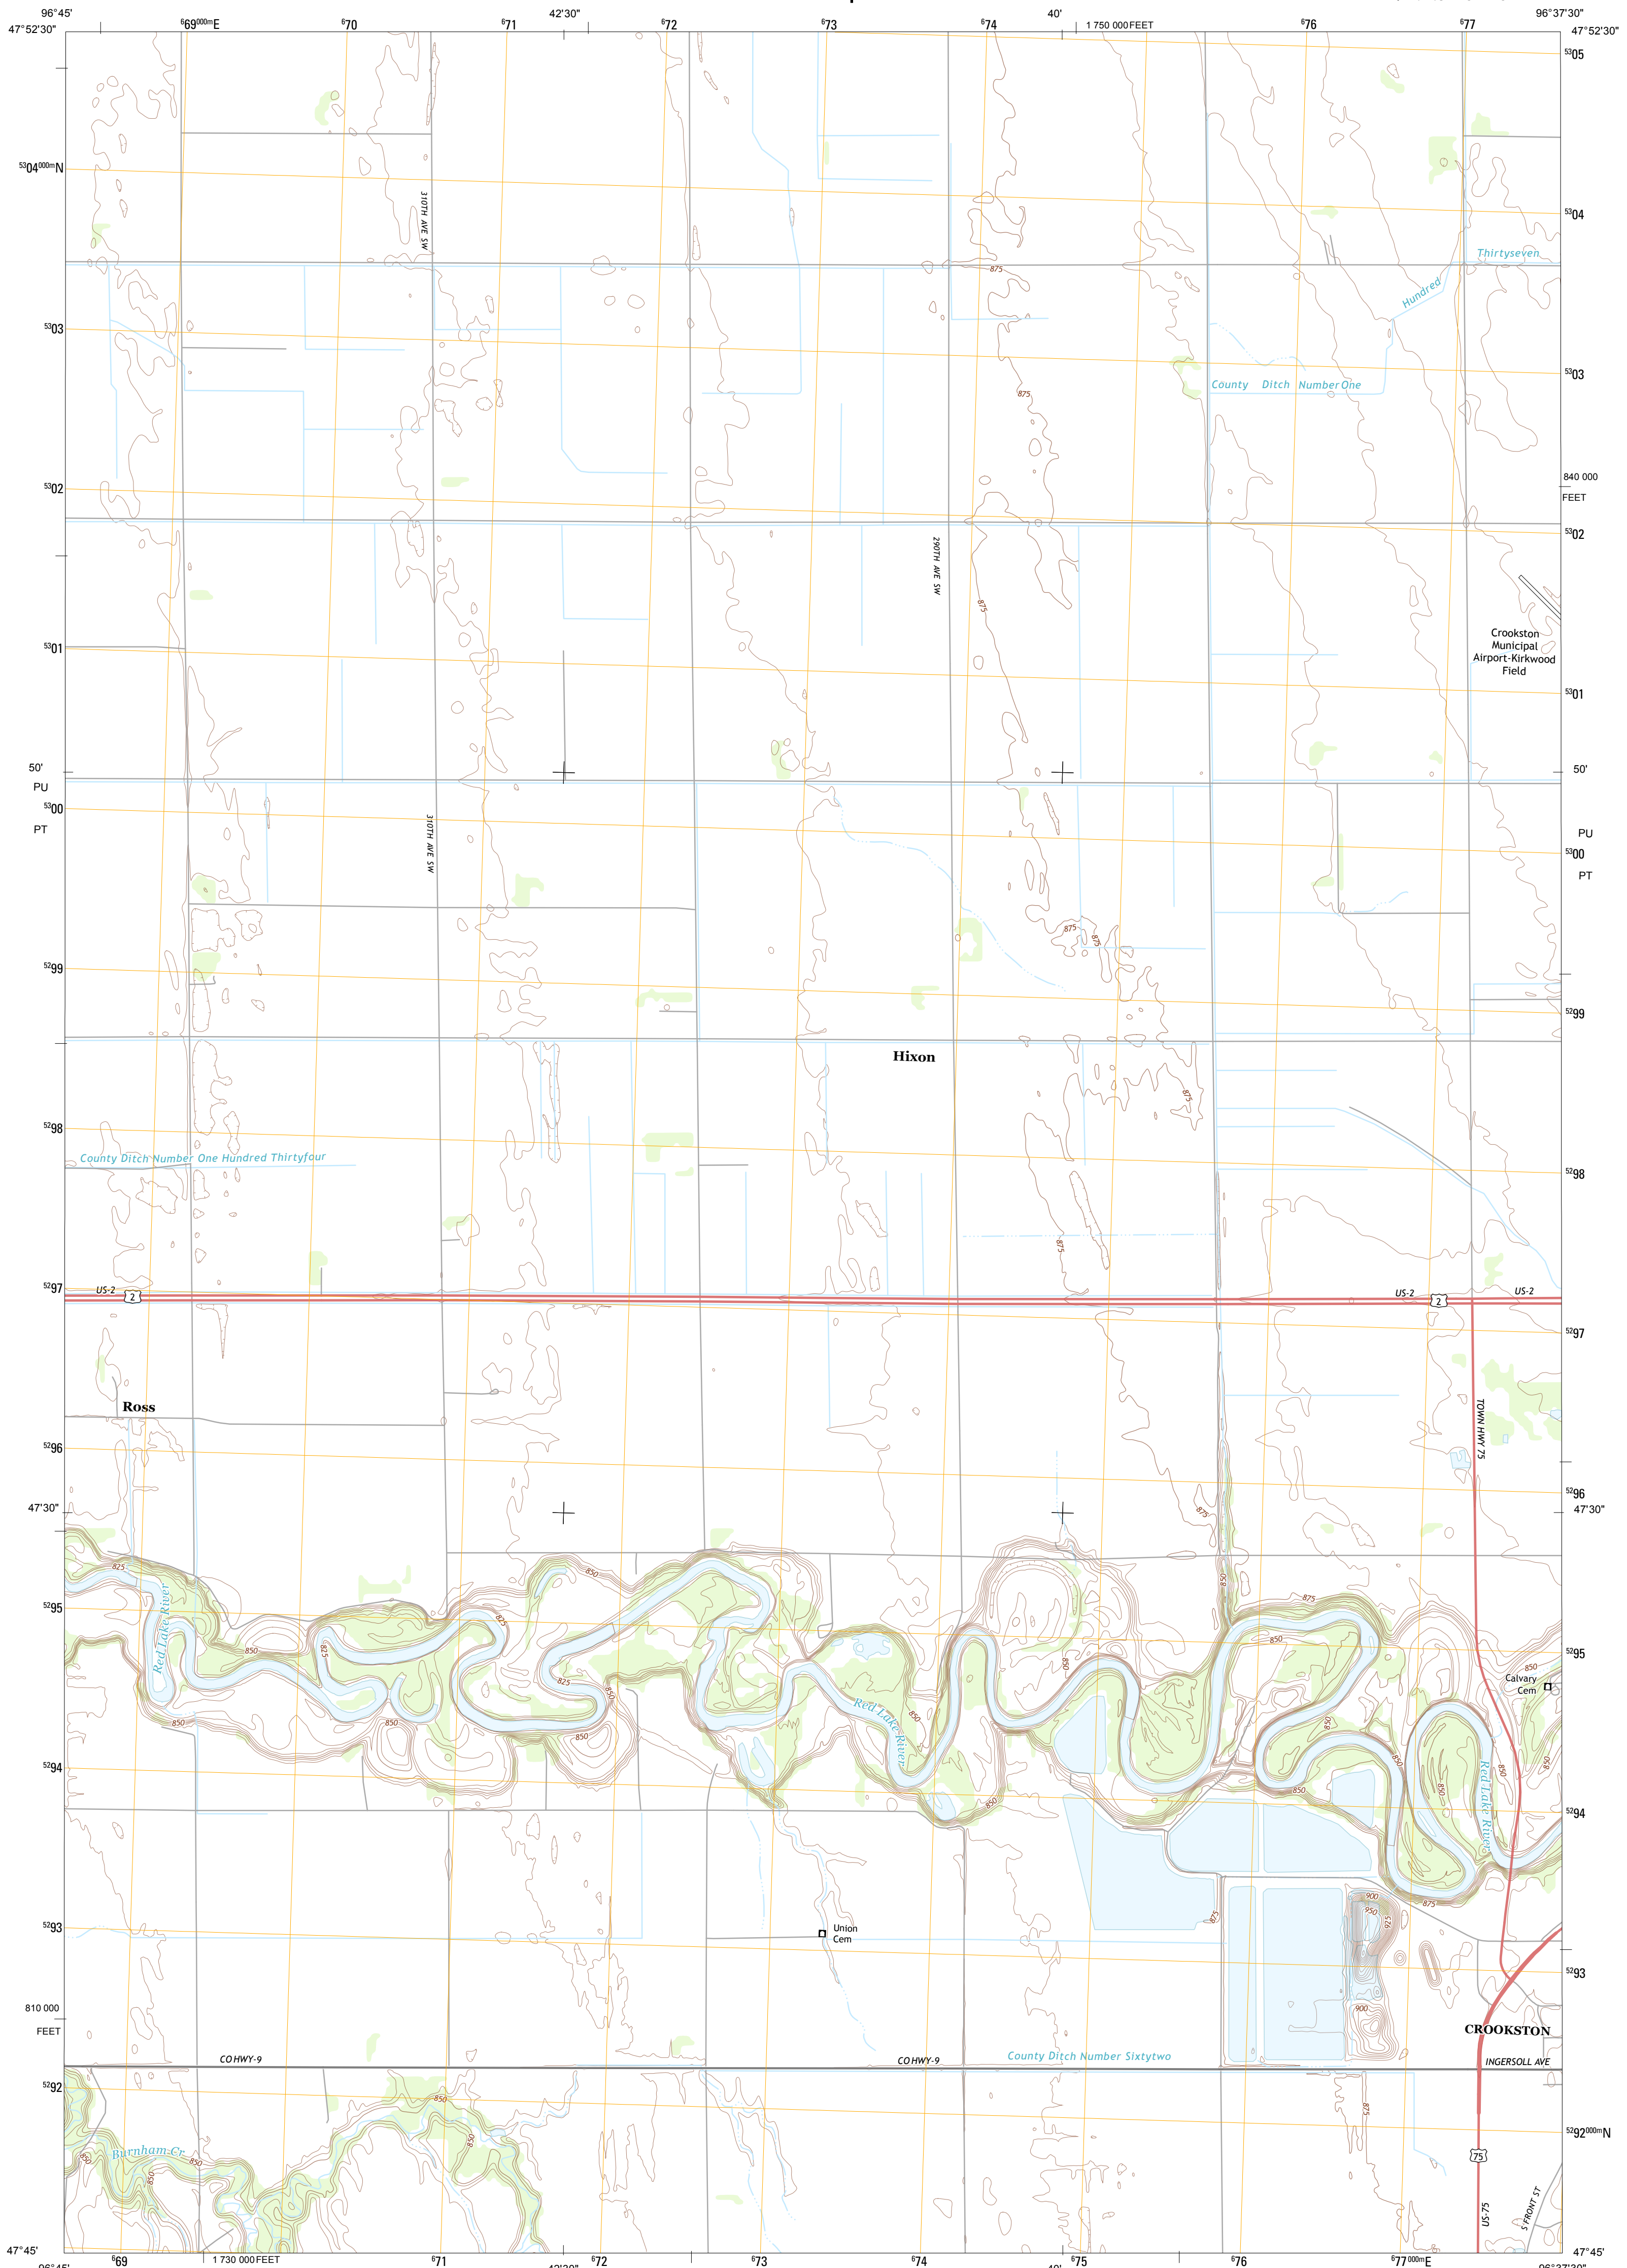 96°45'
⁶69⁰⁰⁰ᵐE
⁶70
⁶71
42'30"
⁶72
⁶73
⁶74
40'
1 750 000 FEET
⁶76
⁶77
96°37'30"
47°52'30"
47°52'30"
⁵³05
⁵³04⁰⁰⁰ᵐN
310TH AVE SW
⁵³04
Thirtyseven
875
Hundred
⁵³03
⁵³03
County Ditch Number One
875
840 000
FEET
⁵³02
⁵³02
290TH AVE SW
875
Crookston
Municipal
Airport-Kirkwood
Field
⁵³01
⁵³01
50'
50'
PU
PT
⁵³00
310TH AVE SW
PU
⁵³00
PT
875
875
⁵²99
⁵²99
Hixon
875
⁵²98
County Ditch Number One Hundred Thirtyfour
⁵²98
875
⁵²97
US-2
2
US-2
2
US-2
⁵²97
Ross
TOWN HWY 75
⁵²96
⁵²96
47'30"
875
47'30"
825
850
850
875
⁵²95
Red Lake River
825
850
825
850
850
⁵²95
850
Calvary
Cem
825
850
850
850
850
Red Lake River
850
850
850
850
850
850
Red Lake River
⁵²94
850
850
⁵²94
875
900
950
925
875
⁵²93
Union
Cem
⁵²93
810 000
FEET
900
CROOKSTON
CO HWY-9
CO HWY-9
County Ditch Number Sixtytwo
INGERSOLL AVE
⁵²92
850
875
⁵²92⁰⁰⁰ᵐN
Burnham Cr
850
850
850
850
75
US-75
S FRONT ST
47°45'
47°45'
⁶69
1 730 000 FEET
⁶71
⁶72
⁶73
⁶74
⁶75
⁶76
⁶77⁰⁰⁰ᵐE